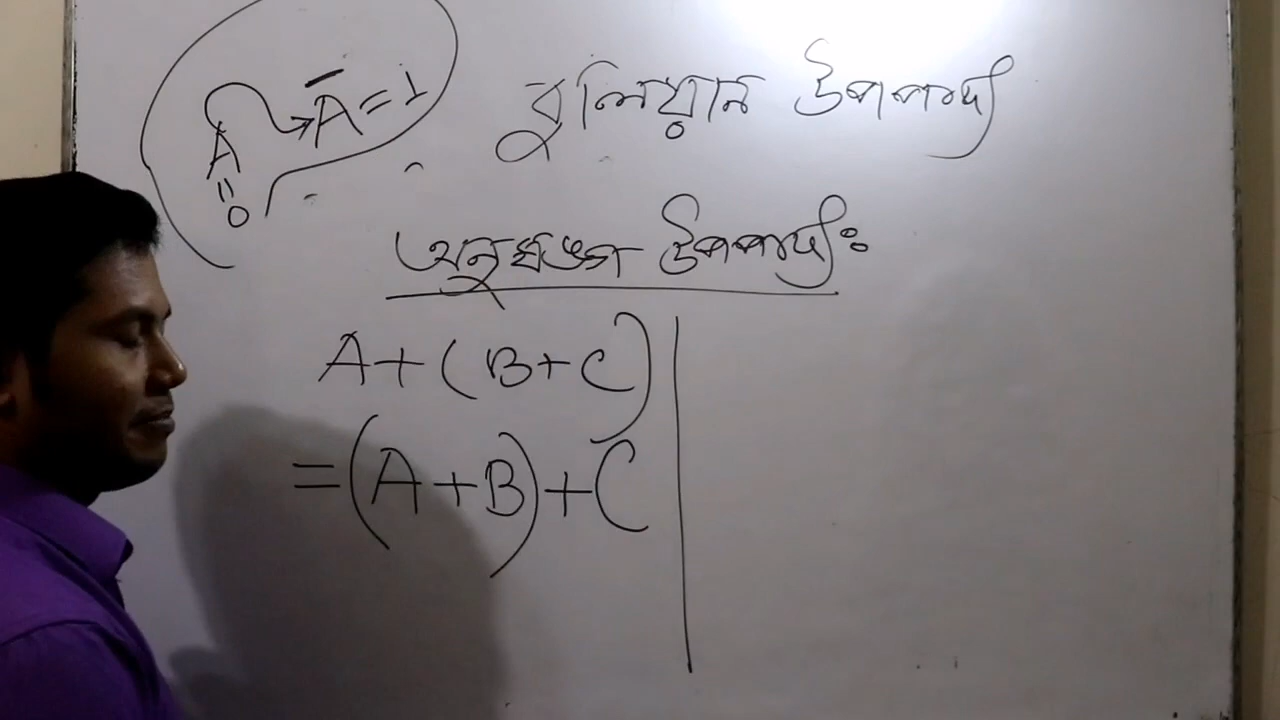 বুলিয়ান উপপাদ্য
A → Ā = 1
=
0
অনুষঙ্গ উপপাদ্য:
A + (B + C)
= (A + B) + C